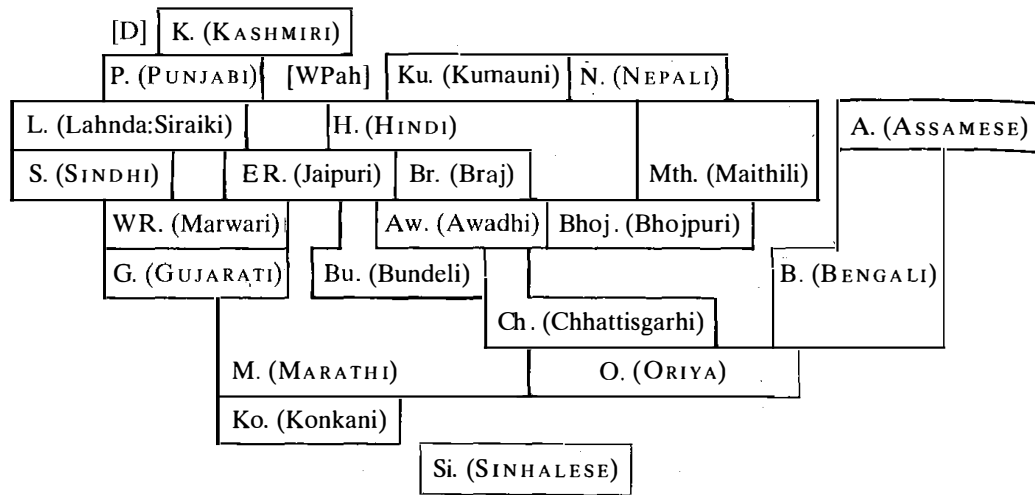 [D] K. (KASHMIRI)
P. (PUNJABI) [WPah] Ku. (Kumauni) N. (NEPALI)
L. (Lahnda:Siraiki) H. (HINDI) A. (ASSAMESE)
S. (SINDHI) ER. (Jaipuri) Br. (Braj) Mth. (Maithili)
WR. (Marwari) Aw. (Awadhi) Bhoj. (Bhojpuri)
G. (GUJARATI) Bu. (Bundeli) B. (BENGALI)
Ch. (Chhattisgarhi)
M. (MARATHI) O. (ORIYA)
Ko. (Konkani)
Si. (SINHALESE)